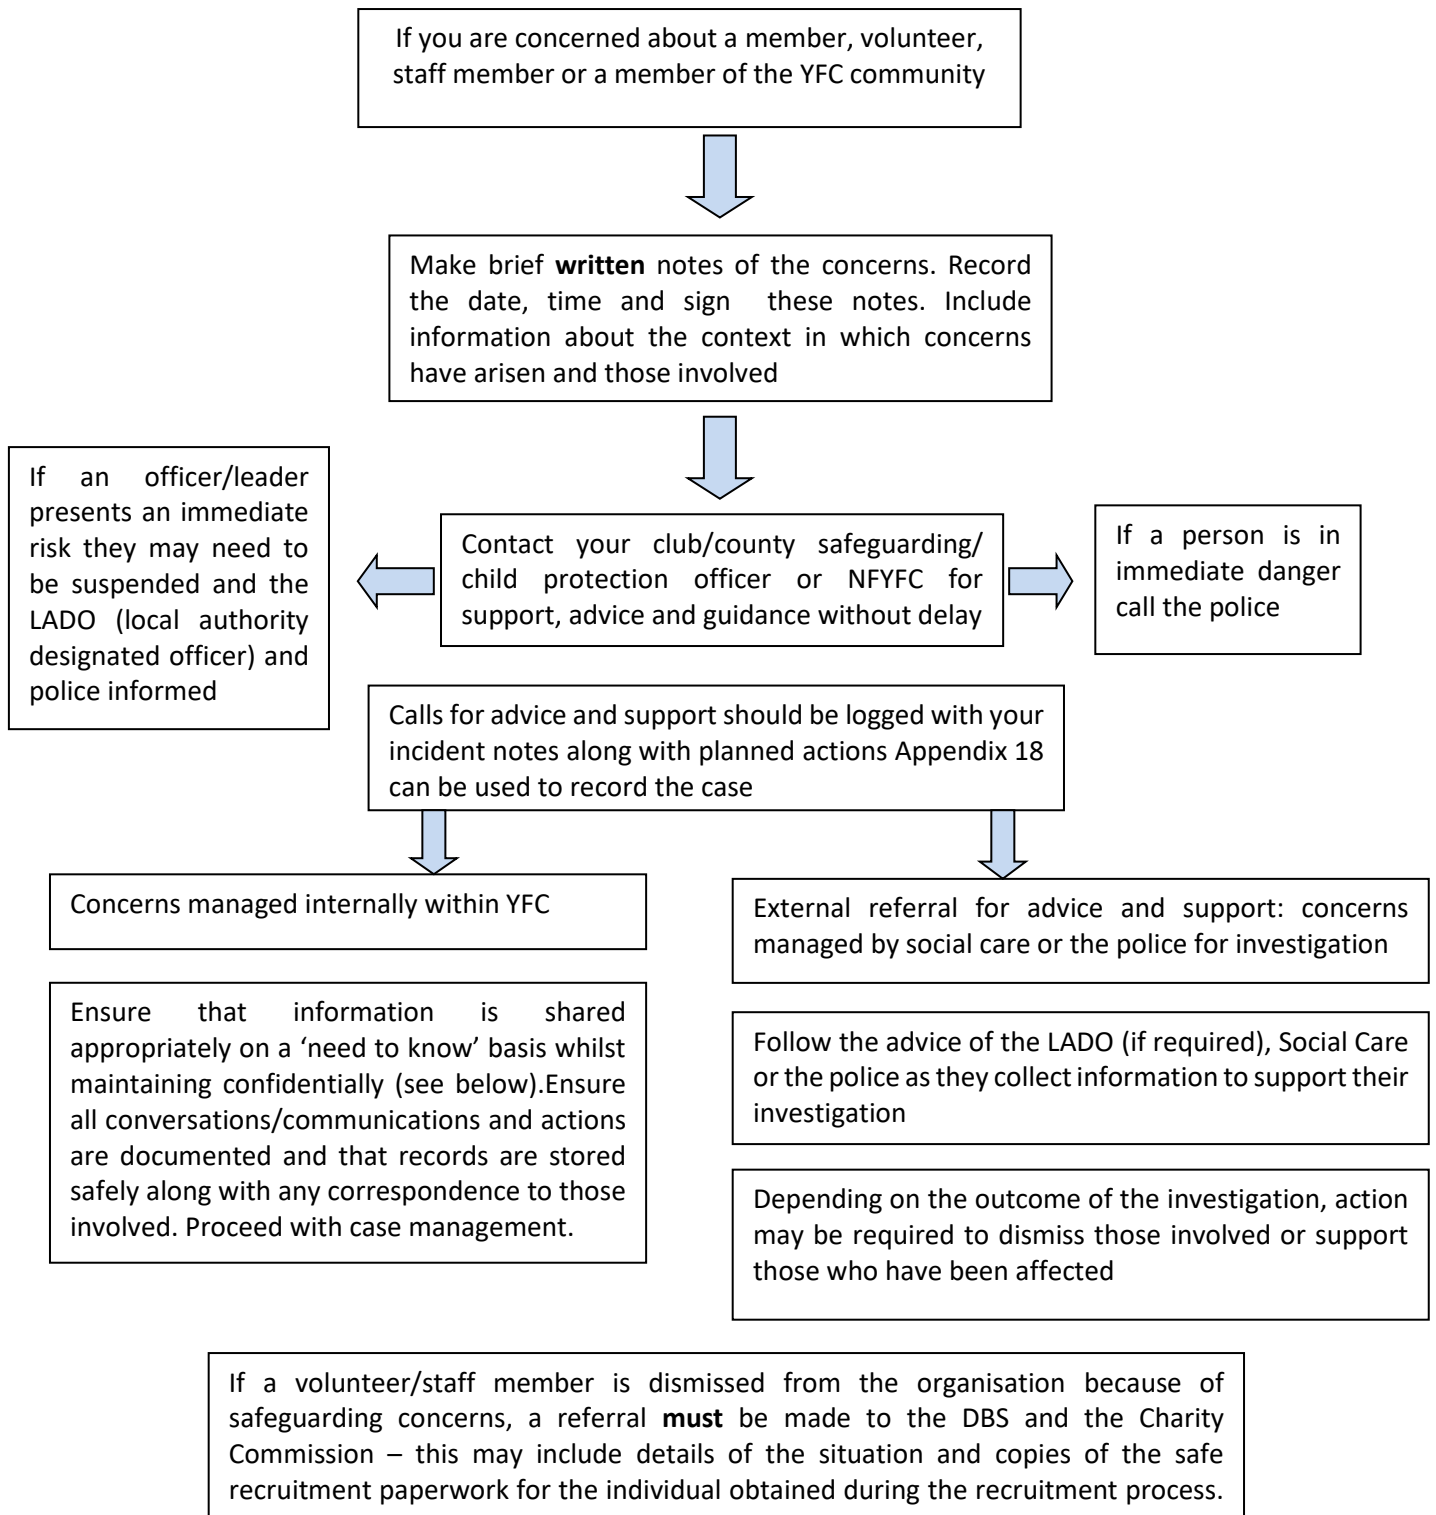 If you are concerned about a member, volunteer,
staff member or a member of the YFC community
Make brief written notes of the concerns. Record
the date, time and sign these notes. Include
information about the context in which concerns
have arisen and those involved
If an officer/leader
presents an immediate
risk they may need to
be suspended and the
LADO (local authority
designated officer) and
police informed
Contact your club/county safeguarding/
child protection officer or NFYFC for
support, advice and guidance without delay
If a person is in
immediate danger
call the police
Calls for advice and support should be logged with your
incident notes along with planned actions Appendix 18
can be used to record the case
Concerns managed internally within YFC
Ensure that information is shared
appropriately on a ‘need to know’ basis whilst
maintaining confidentially (see below).Ensure
all conversations/communications and actions
are documented and that records are stored
safely along with any correspondence to those
involved. Proceed with case management.
External referral for advice and support: concerns
managed by social care or the police for investigation
Follow the advice of the LADO (if required), Social Care
or the police as they collect information to support their
investigation
Depending on the outcome of the investigation, action
may be required to dismiss those involved or support
those who have been affected
If a volunteer/staff member is dismissed from the organisation because of
safeguarding concerns, a referral must be made to the DBS and the Charity
Commission – this may include details of the situation and copies of the safe
recruitment paperwork for the individual obtained during the recruitment process.